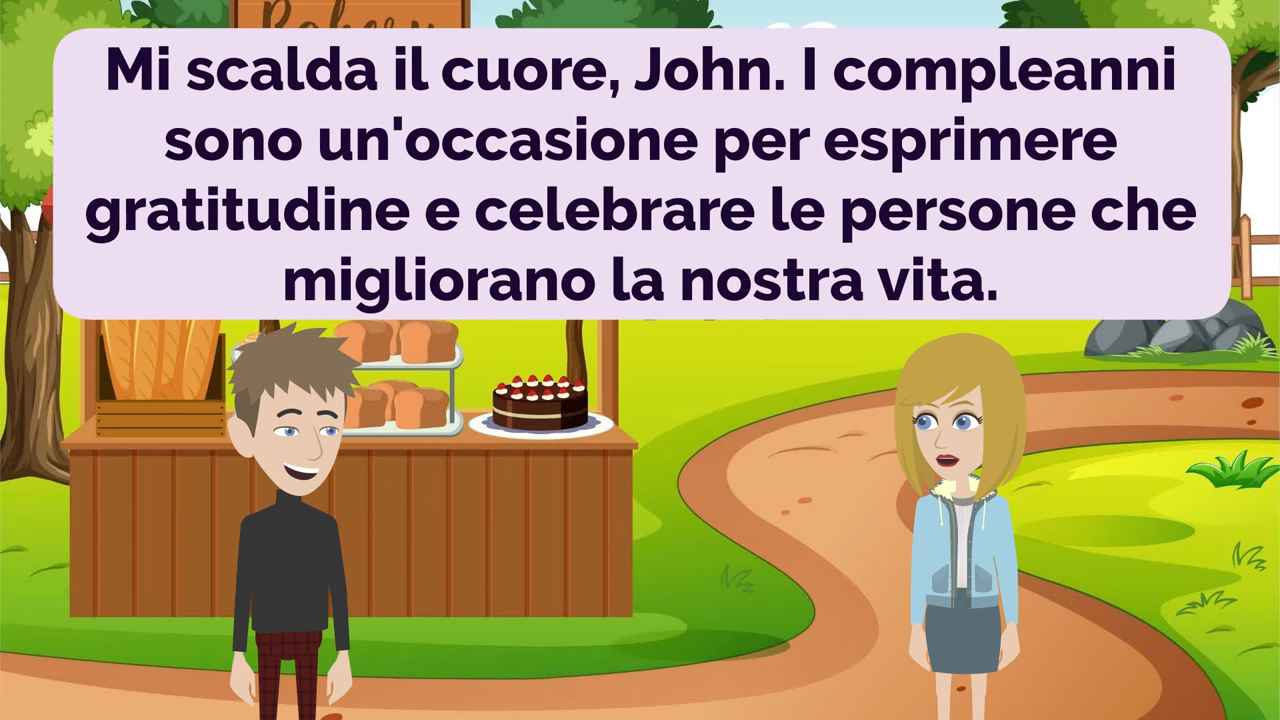 Bakery
Mi scalda il cuore, John. I compleanni
sono un'occasione per esprimere
gratitudine e celebrare le persone che
migliorano la nostra vita.